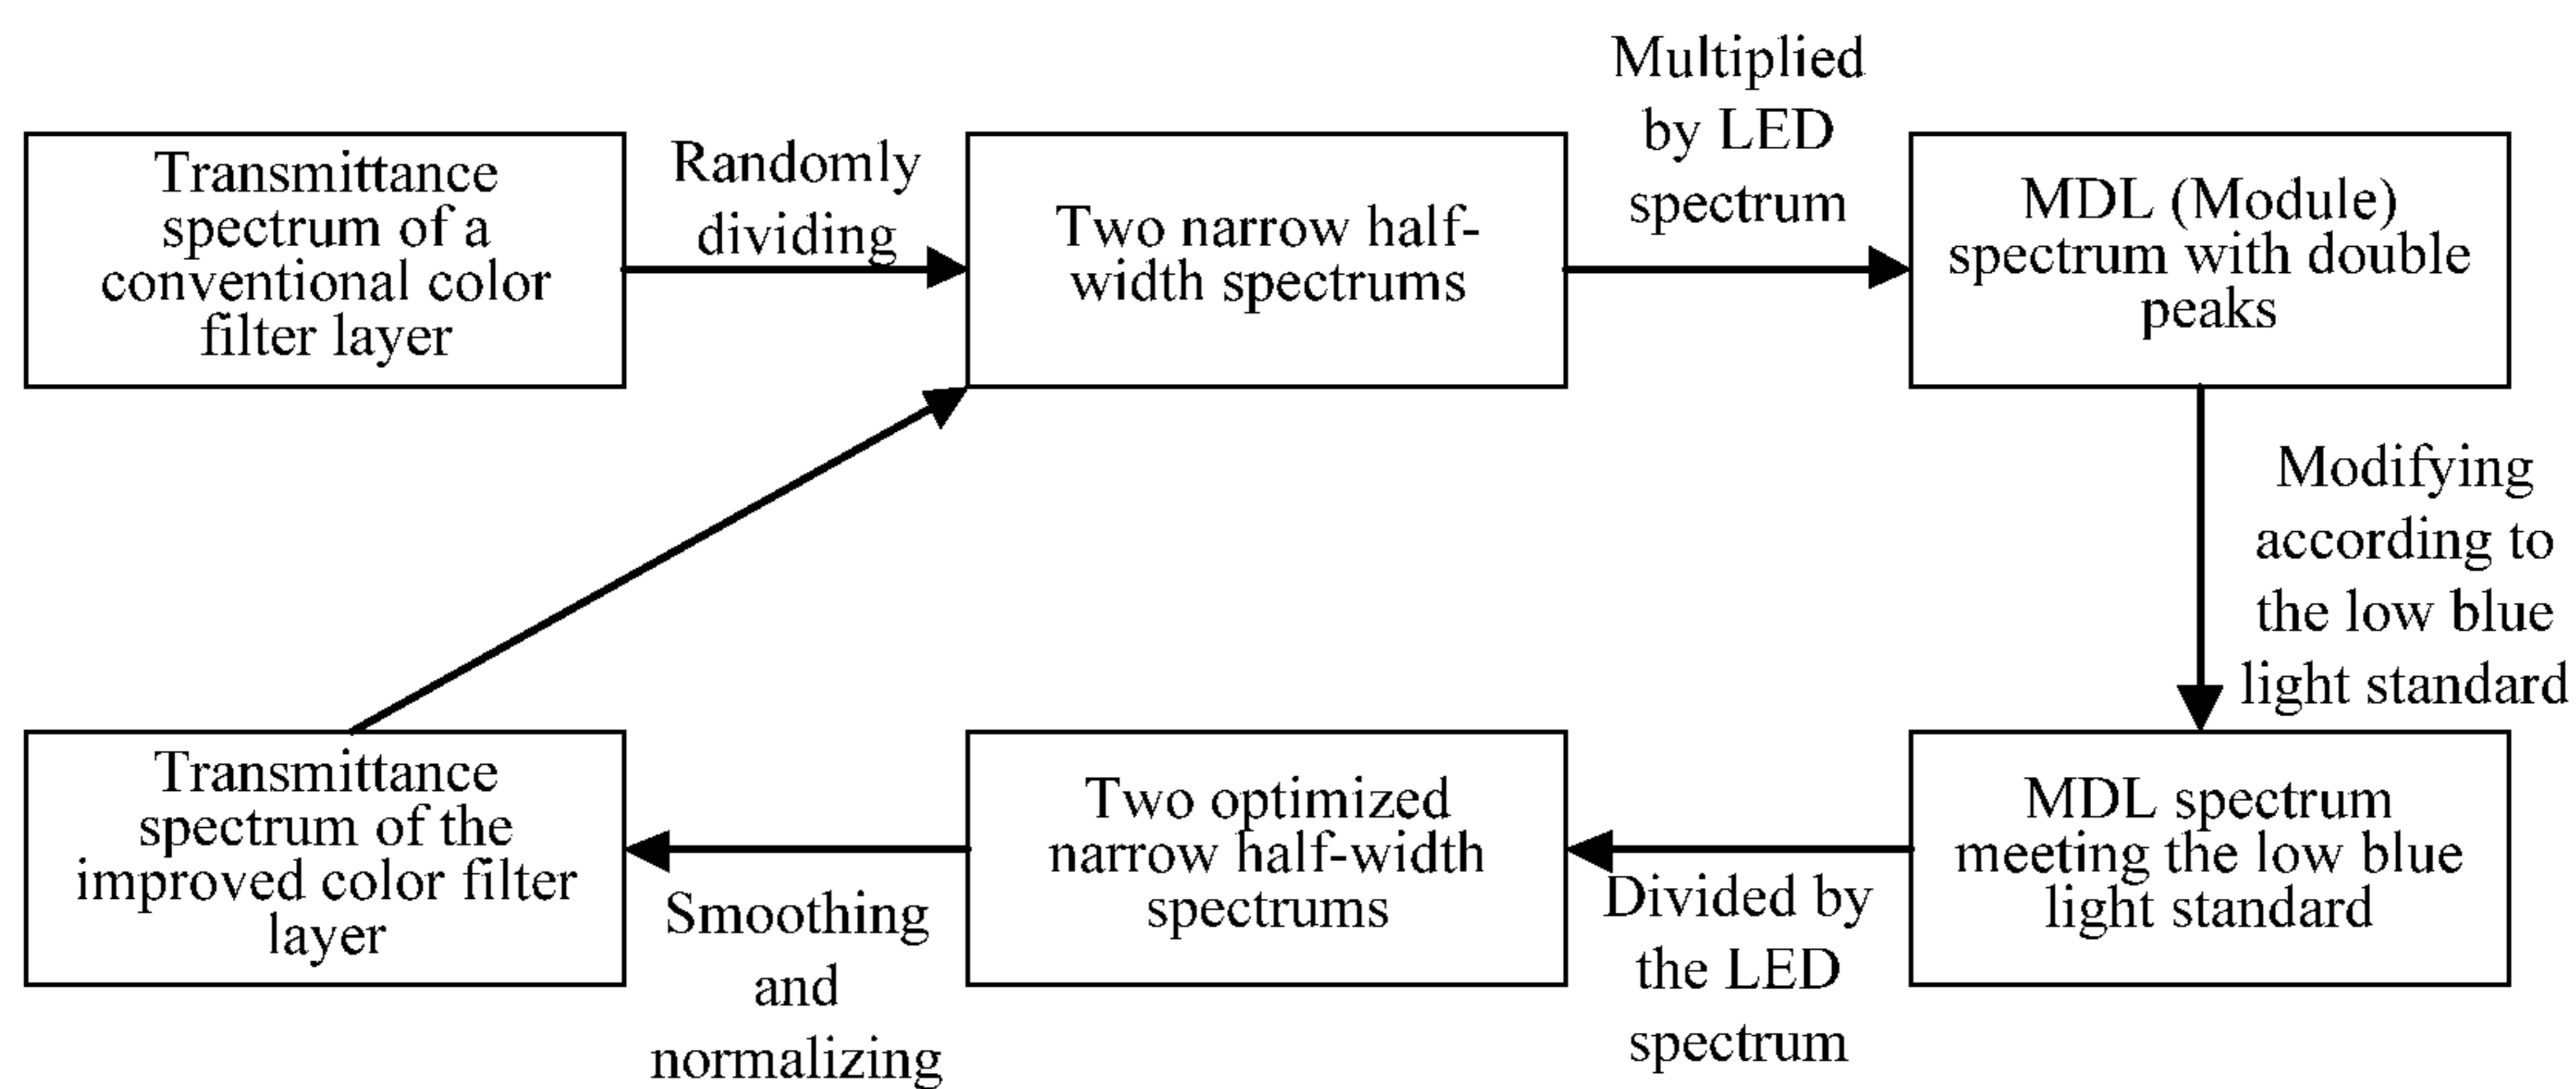 Transmittance
spectrum of a
conventional color
filter layer
Randomly
dividing
Two narrow half-
width spectrums
Multiplied
by LED
spectrum
MDL (Module)
spectrum with double
peaks
Modifying
according to
the low blue
light standard
MDL spectrum
meeting the low blue
light standard
Divided by
the LED
spectrum
Two optimized
narrow half-width
spectrums
Smoothing
and
normalizing
Transmittance
spectrum of the
improved color filter
layer